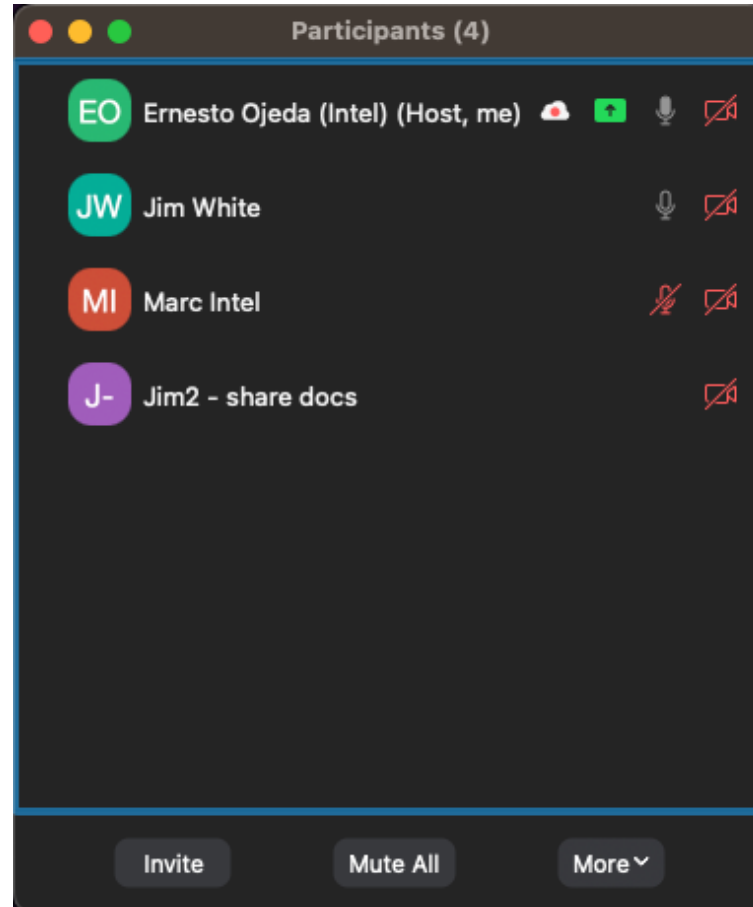 Participants (4)
EO Ernesto Ojeda (Intel) (Host, me)
JW Jim White
MI Marc Intel
J- Jim2 - share docs
Invite Mute All More